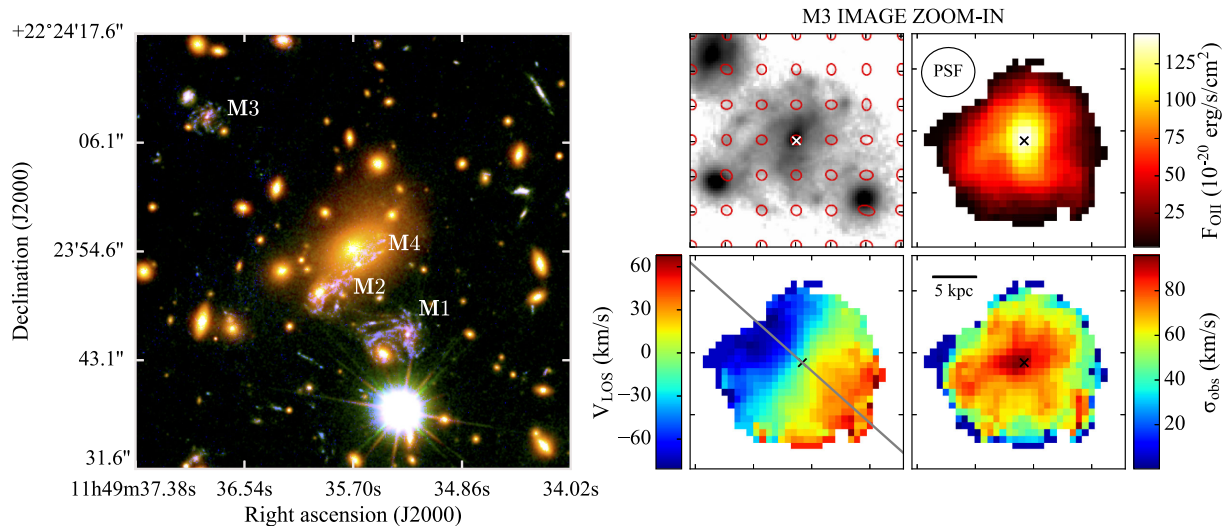 M3 IMAGE ZOOM-IN
+22°24'17.6"
06.1"
23'54.6"
43.1"
31.6"
Declination (J2000)
M3
M4
M2
M1
11h49m37.38s 36.54s 35.70s 34.86s 34.02s
Right ascension (J2000)
PSF
125
100
75
50
25
F_OII (10^-20 erg/s/cm^2)
60
30
0
−30
−60
V_LOS (km/s)
5 kpc
80
60
40
20
σ_obs (km/s)